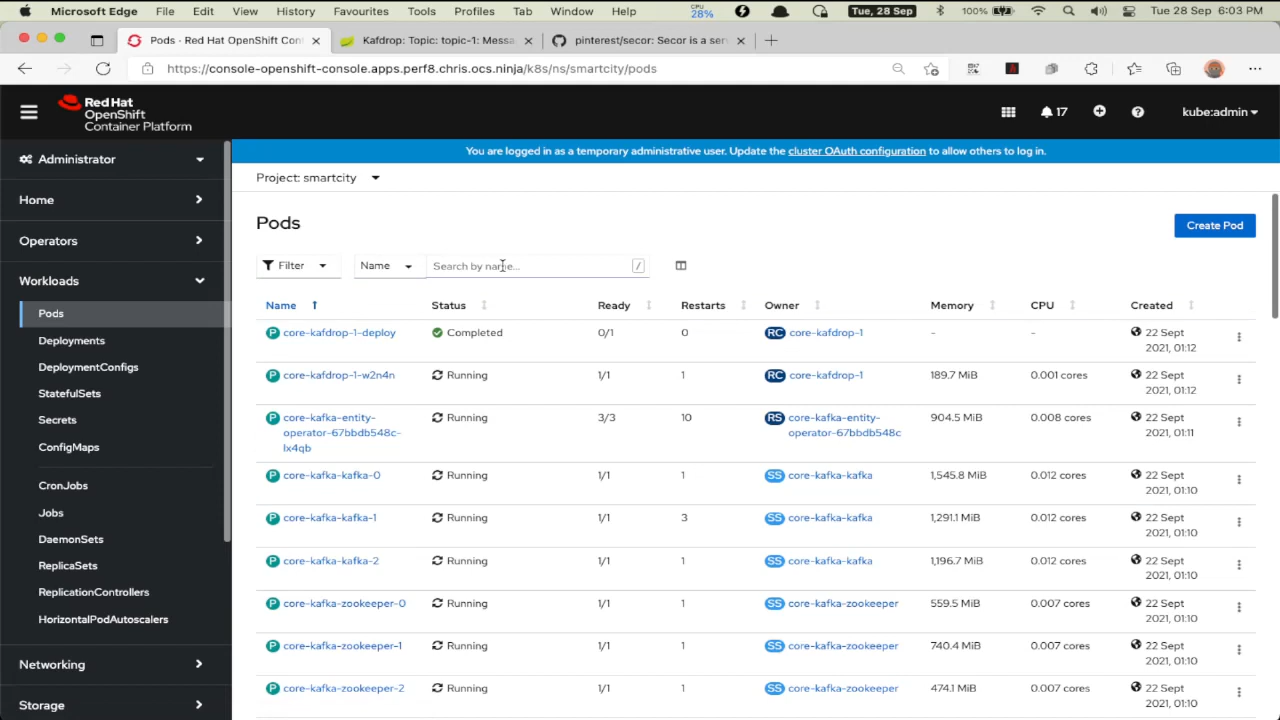 Microsoft Edge File Edit View History Favourites Tools Profiles Tab Window Help CPU 28% Tue, 28 Sep 100% Tue 28 Sep 6:03 PM
Pods · Red Hat OpenShift Cont Kafdrop: Topic: topic-1: Messa pinterest/secor: Secor is a serv
https://console-openshift-console.apps.perf8.chris.ocs.ninja/k8s/ns/smartcity/pods
Red Hat
OpenShift
Container Platform
17 kube:admin
You are logged in as a temporary administrative user. Update the cluster OAuth configuration to allow others to log in.
Administrator
Home
Operators
Workloads
Pods
Deployments
DeploymentConfigs
StatefulSets
Secrets
ConfigMaps
CronJobs
Jobs
DaemonSets
ReplicaSets
ReplicationControllers
HorizontalPodAutoscalers
Networking
Storage
Project: smartcity
Pods
Create Pod
Filter Name Search by name... /
Name Status Ready Restarts Owner Memory CPU Created
P core-kafdrop-1-deploy Completed 0/1 0 RC core-kafdrop-1 - - 22 Sept
2021, 01:12
P core-kafdrop-1-w2n4n Running 1/1 1 RC core-kafdrop-1 189.7 MiB 0.001 cores 22 Sept
2021, 01:12
P core-kafka-entity- Running 3/3 10 RS core-kafka-entity- 904.5 MiB 0.008 cores 22 Sept
operator-67bbdb548c- operator-67bbdb548c 2021, 01:11
lx4qb
P core-kafka-kafka-0 Running 1/1 1 SS core-kafka-kafka 1,545.8 MiB 0.012 cores 22 Sept
2021, 01:10
P core-kafka-kafka-1 Running 1/1 3 SS core-kafka-kafka 1,291.1 MiB 0.012 cores 22 Sept
2021, 01:10
P core-kafka-kafka-2 Running 1/1 1 SS core-kafka-kafka 1,196.7 MiB 0.012 cores 22 Sept
2021, 01:10
P core-kafka-zookeeper-0 Running 1/1 1 SS core-kafka-zookeeper 559.5 MiB 0.007 cores 22 Sept
2021, 01:10
P core-kafka-zookeeper-1 Running 1/1 1 SS core-kafka-zookeeper 740.4 MiB 0.007 cores 22 Sept
2021, 01:10
P core-kafka-zookeeper-2 Running 1/1 1 SS core-kafka-zookeeper 474.1 MiB 0.007 cores 22 Sept
2021, 01:10